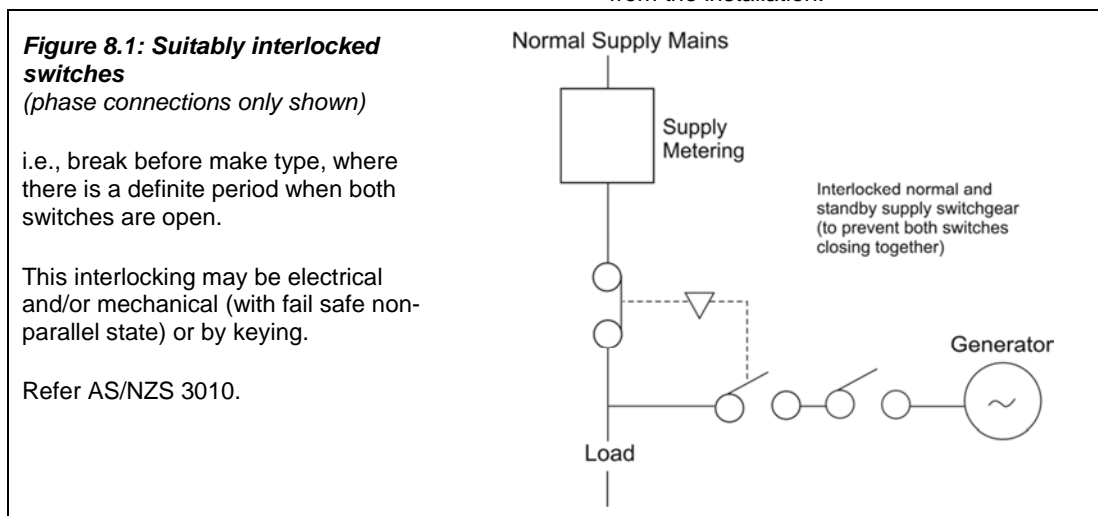 from the installation.
Figure 8.1: Suitably interlocked
switches
(phase connections only shown)
i.e., break before make type, where
there is a definite period when both
switches are open.
This interlocking may be electrical
and/or mechanical (with fail safe non-
parallel state) or by keying.
Refer AS/NZS 3010.
Normal Supply Mains
Supply
Metering
Interlocked normal and
standby supply switchgear
(to prevent both switches
closing together)
Generator
~
Load